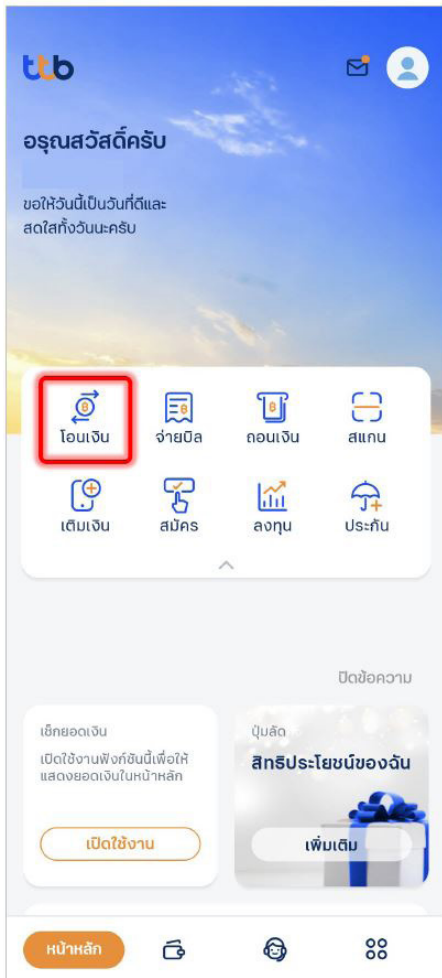 ttb
อรุณสวัสดิ์ครับ
ขอให้วันนี้เป็นวันที่ดีและ
สดใสทั้งวันนะครับ
โอนเงิน
จ่ายบิล
ถอนเงิน
สแกน
เติมเงิน
สมัคร
ลงทุน
ประกัน
ปิดข้อความ
เช็กยอดเงิน
เปิดใช้งานฟังก์ชันนี้เพื่อให้
แสดงยอดเงินในหน้าหลัก
เปิดใช้งาน
ปุ่มลัด
สิทธิประโยชน์ของฉัน
เพิ่มเติม
หน้าหลัก